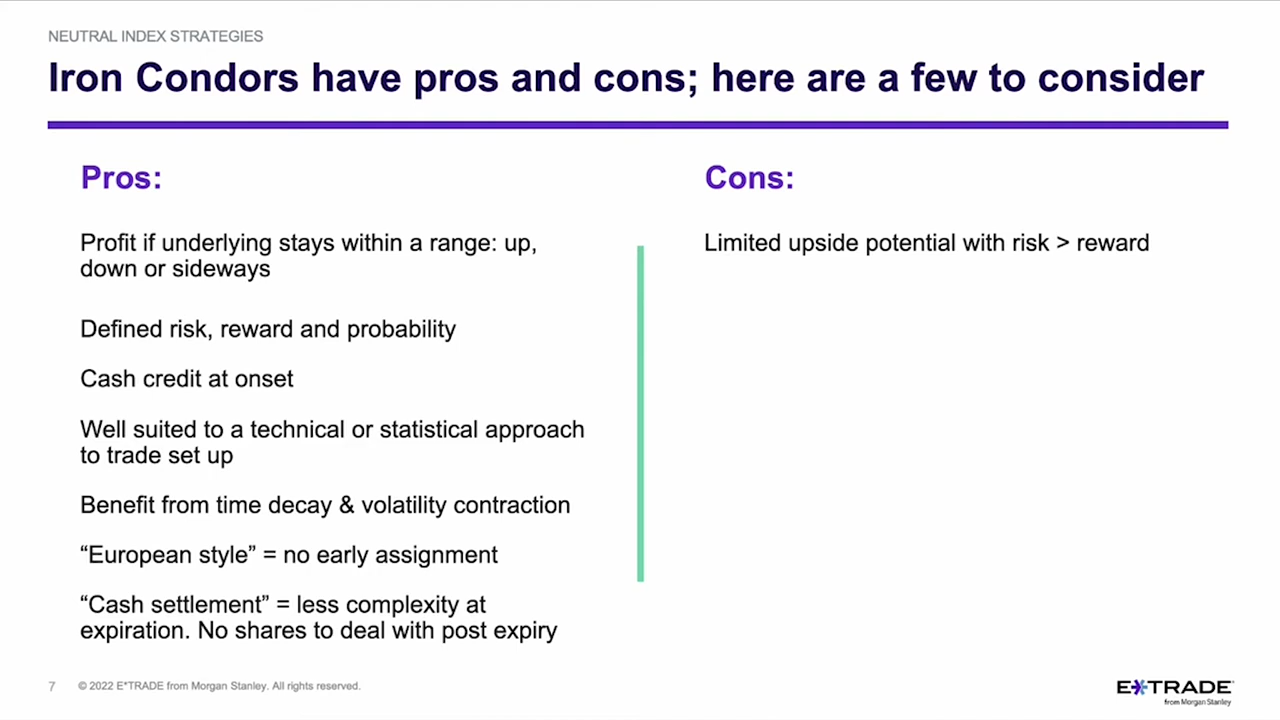 NEUTRAL INDEX STRATEGIES
Iron Condors have pros and cons; here are a few to consider
Pros:
Profit if underlying stays within a range: up,
down or sideways
Defined risk, reward and probability
Cash credit at onset
Well suited to a technical or statistical approach
to trade set up
Benefit from time decay & volatility contraction
“European style” = no early assignment
“Cash settlement” = less complexity at
expiration. No shares to deal with post expiry
Cons:
Limited upside potential with risk > reward
7 © 2022 E*TRADE from Morgan Stanley. All rights reserved.
E*TRADE
from Morgan Stanley